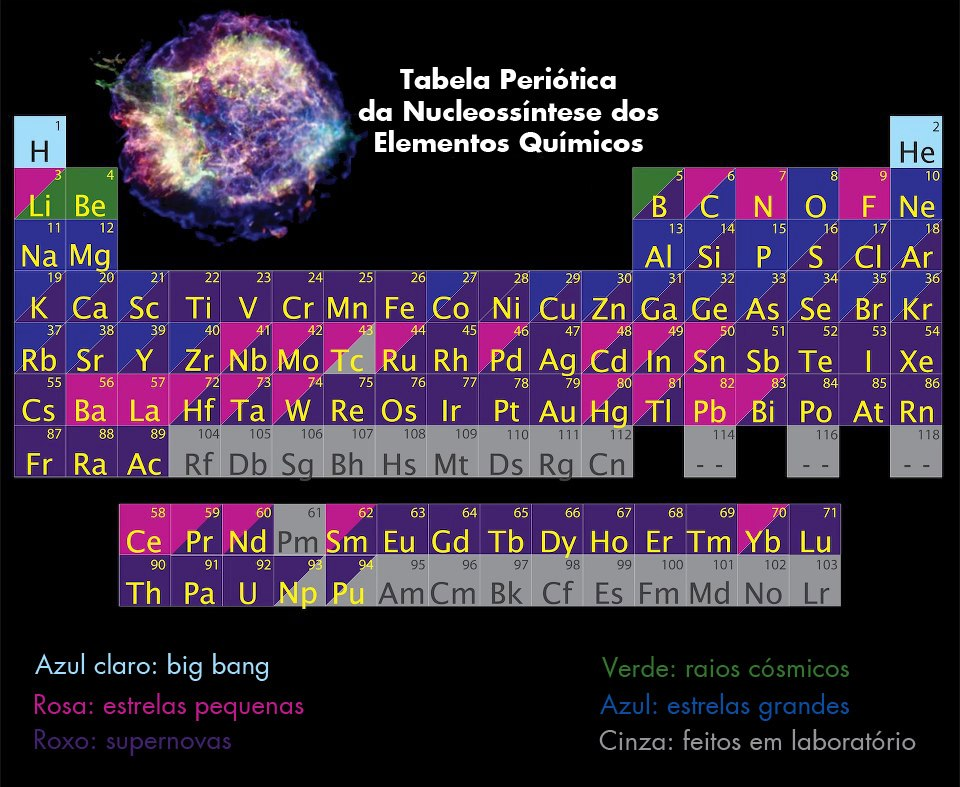 Tabela Periótica
da Nucleossíntese dos
Elementos Químicos
1 2
H He
3 4 5 6 7 8 9 10
Li Be B C N O F Ne
11 12 13 14 15 16 17 18
Na Mg Al Si P S Cl Ar
19 20 21 22 23 24 25 26 27 28 29 30 31 32 33 34 35 36
K Ca Sc Ti V Cr Mn Fe Co Ni Cu Zn Ga Ge As Se Br Kr
37 38 39 40 41 42 43 44 45 46 47 48 49 50 51 52 53 54
Rb Sr Y Zr Nb Mo Tc Ru Rh Pd Ag Cd In Sn Sb Te I Xe
55 56 57 72 73 74 75 76 77 78 79 80 81 82 83 84 85 86
Cs Ba La Hf Ta W Re Os Ir Pt Au Hg Tl Pb Bi Po At Rn
87 88 89 104 105 106 107 108 109 110 111 112 114 116 118
Fr Ra Ac Rf Db Sg Bh Hs Mt Ds Rg Cn - - - - - -
58 59 60 61 62 63 64 65 66 67 68 69 70 71
Ce Pr Nd Pm Sm Eu Gd Tb Dy Ho Er Tm Yb Lu
90 91 92 93 94 95 96 97 98 99 100 101 102 103
Th Pa U Np Pu Am Cm Bk Cf Es Fm Md No Lr
Azul claro: big bang
Rosa: estrelas pequenas
Roxo: supernovas
Verde: raios cósmicos
Azul: estrelas grandes
Cinza: feitos em laboratório